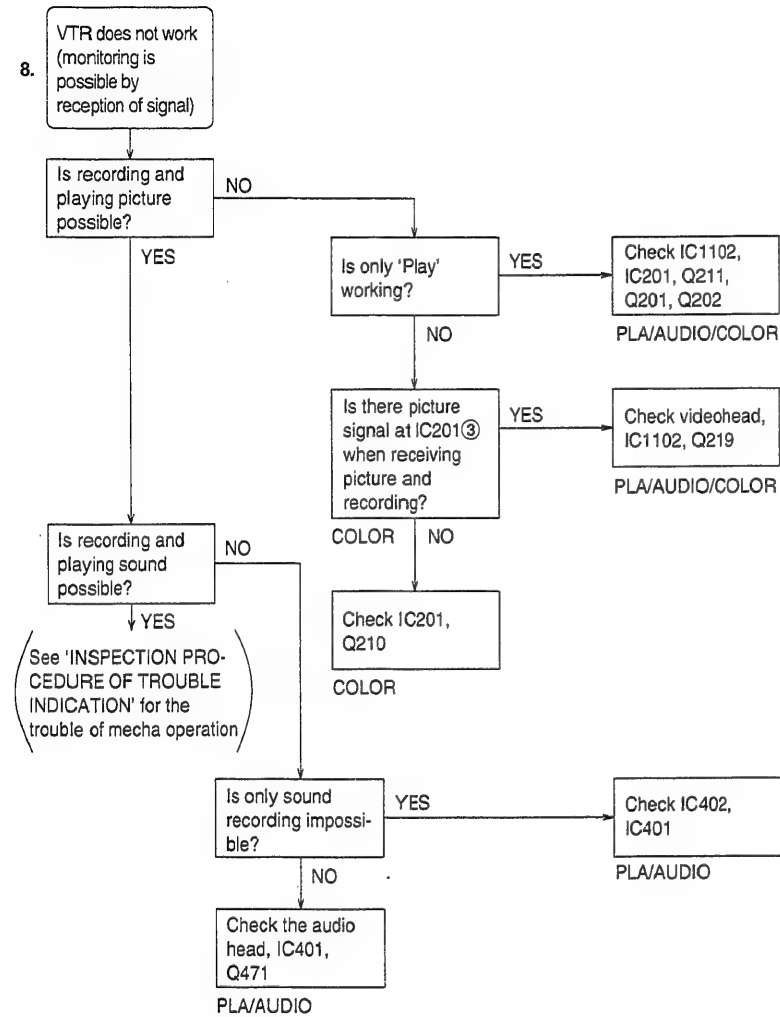 8.
VTR does not work
(monitoring is
possible by
reception of signal)
Is recording and
playing picture
possible?
NO
YES
Is only 'Play'
working?
YES
Check IC1102,
IC201, Q211,
Q201, Q202
PLA/AUDIO/COLOR
NO
Is there picture
signal at IC201③
when receiving
picture and
recording?
YES
Check videohead,
IC1102, Q219
PLA/AUDIO/COLOR
COLOR
NO
Check IC201,
Q210
COLOR
Is recording and
playing sound
possible?
NO
YES
See 'INSPECTION PRO-
CEDURE OF TROUBLE
INDICATION' for the
trouble of mecha operation
Is only sound
recording impossi-
ble?
YES
Check IC402,
IC401
PLA/AUDIO
NO
Check the audio
head, IC401,
Q471
PLA/AUDIO